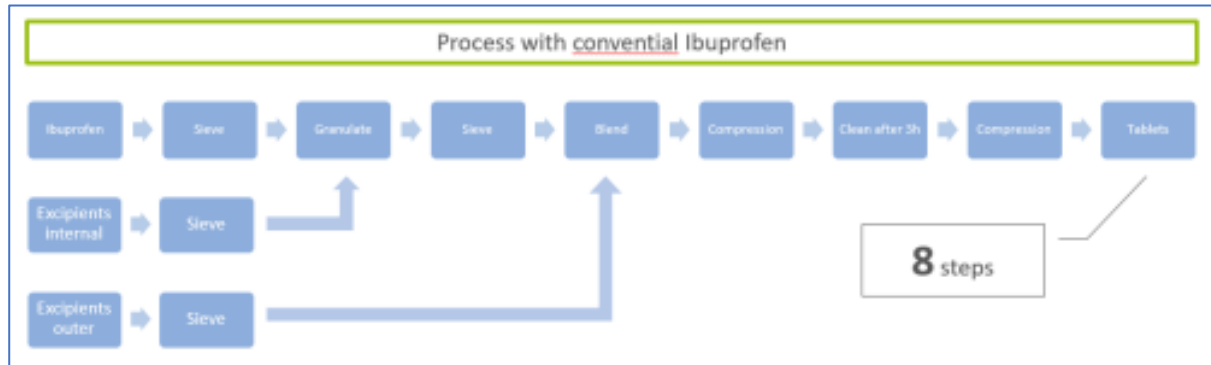 Process with convential Ibuprofen
Ibuprofen
Sieve
Granulate
Sieve
Blend
Compression
Clean after 3h
Compression
Tablets
Excipients
internal
Sieve
Excipients
outer
Sieve
8 steps